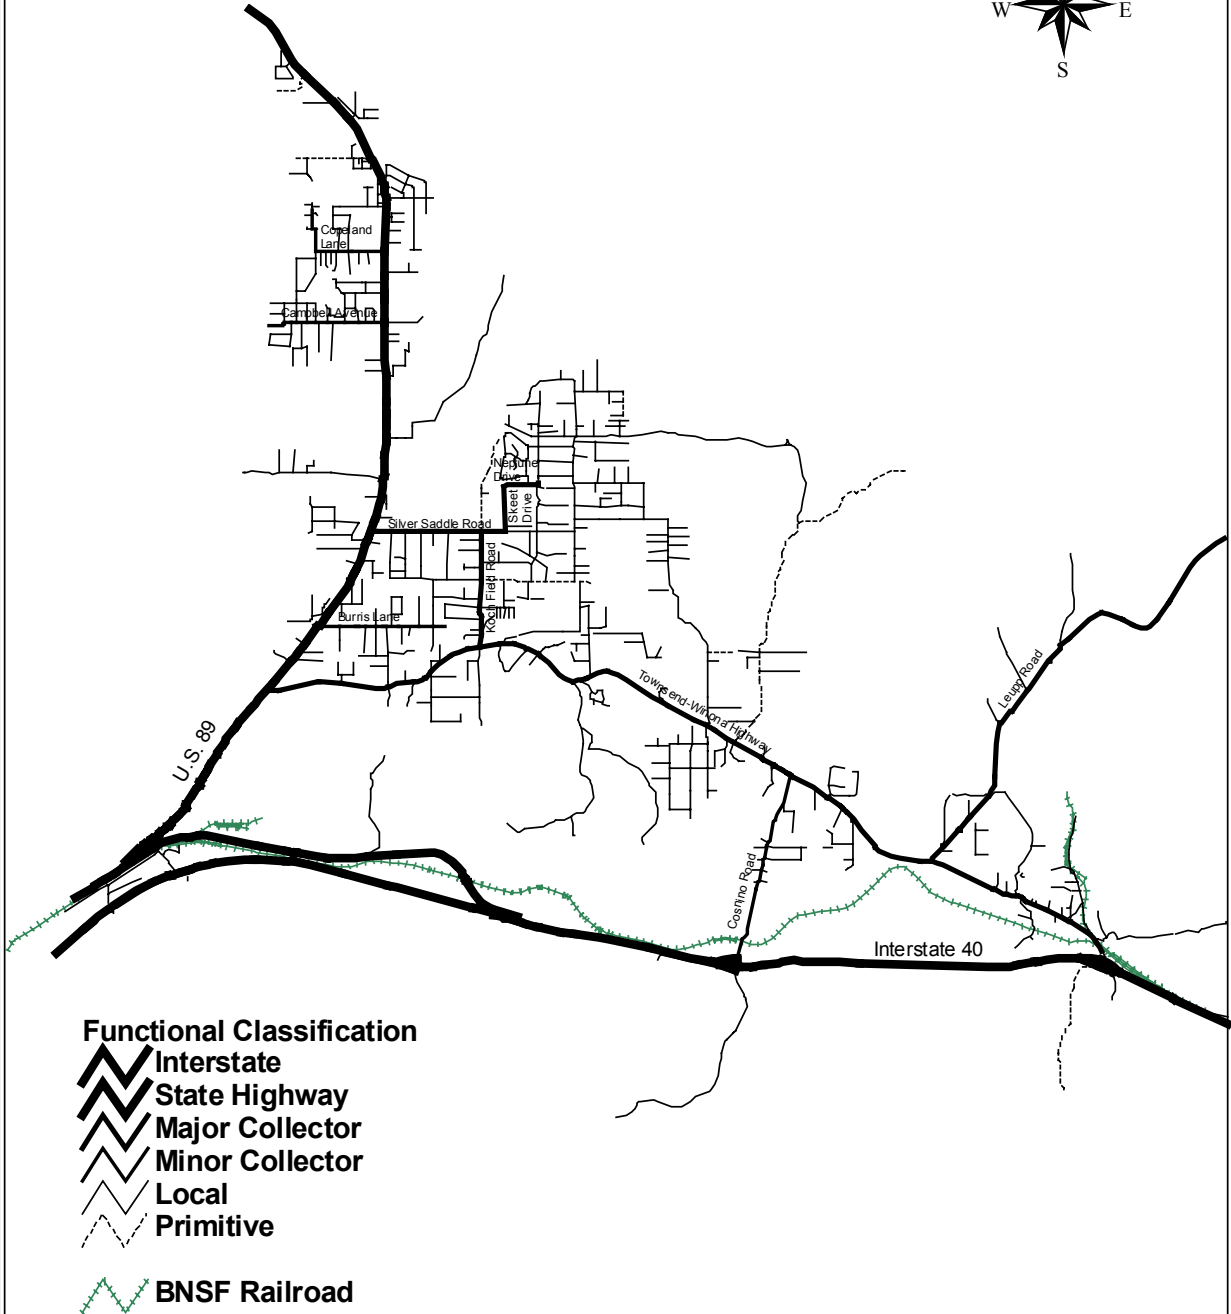 W
E
S
Copeland
Lane
Campbell Avenue
Neptune
Drive
Skeet
Drive
Silver Saddle Road
Koch Field Road
Burris Lane
Townsend-Winona Highway
Leupp Road
U.S. 89
Cosnino Road
Interstate 40
Functional Classification
Interstate
State Highway
Major Collector
Minor Collector
Local
Primitive
BNSF Railroad